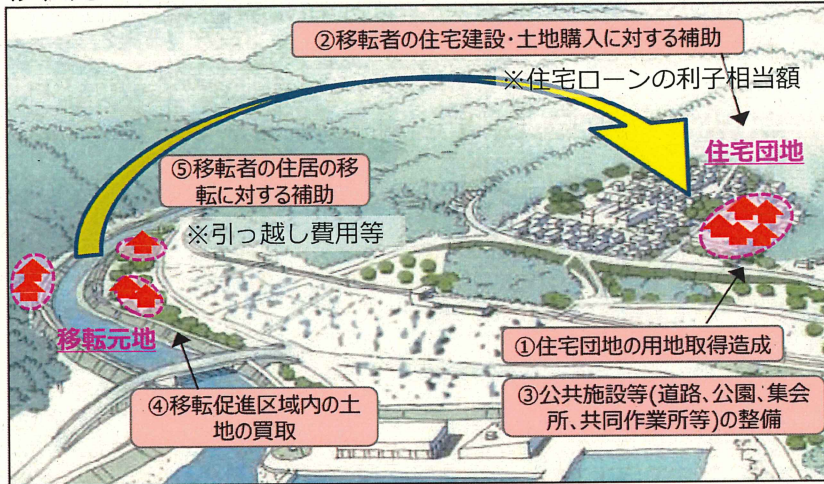 ②移転者の住宅建設・土地購入に対する補助
※住宅ローンの利子相当額
住宅団地
⑤移転者の住居の移
転に対する補助
※引っ越し費用等
移転元地
①住宅団地の用地取得造成
④移転促進区域内の土
地の買取
③公共施設等(道路、公園、集会
所、共同作業所等)の整備